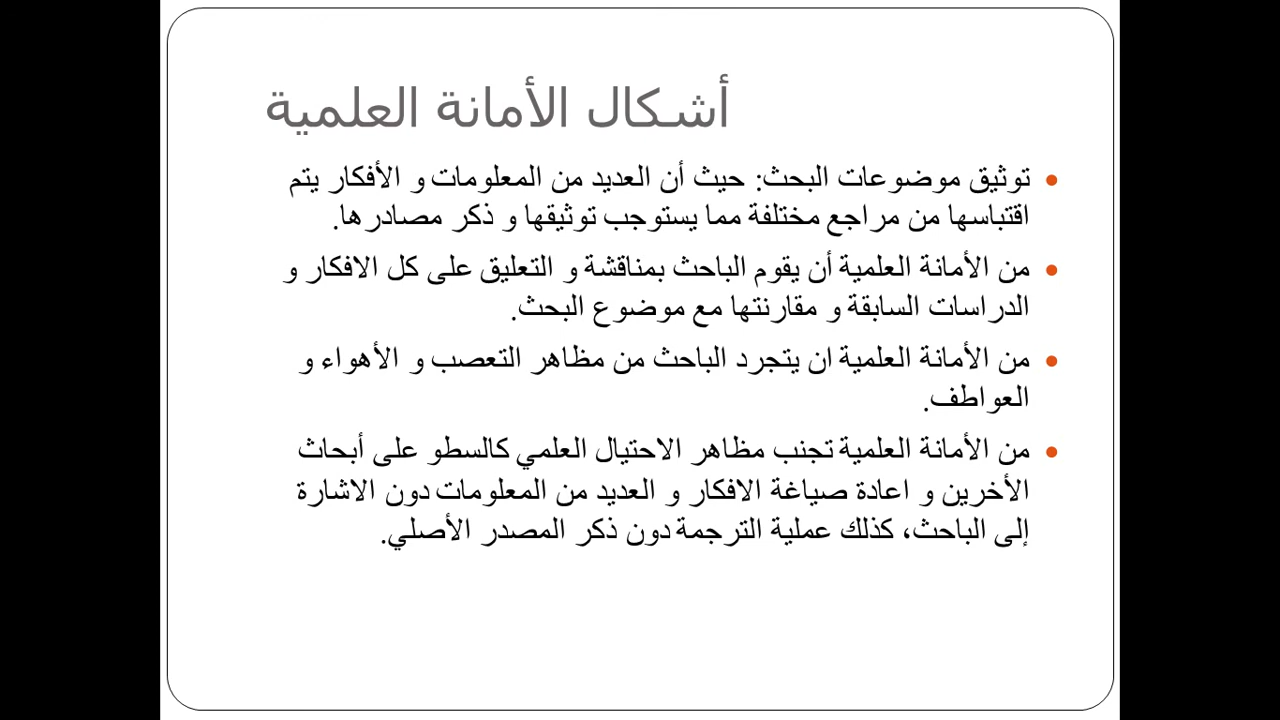 أشكال الأمانة العلمية
• توثيق موضوعات البحث: حيث أن العديد من المعلومات و الأفكار يتم
اقتباسها من مراجع مختلفة مما يستوجب توثيقها و ذكر مصادرها.
• من الأمانة العلمية أن يقوم الباحث بمناقشة و التعليق على كل الافكار و
الدراسات السابقة و مقارنتها مع موضوع البحث.
• من الأمانة العلمية ان يتجرد الباحث من مظاهر التعصب و الأهواء و
العواطف.
• من الأمانة العلمية تجنب مظاهر الاحتيال العلمي كالسطو على أبحاث
الأخرين و اعادة صياغة الافكار و العديد من المعلومات دون الاشارة
إلى الباحث، كذلك عملية الترجمة دون ذكر المصدر الأصلي.